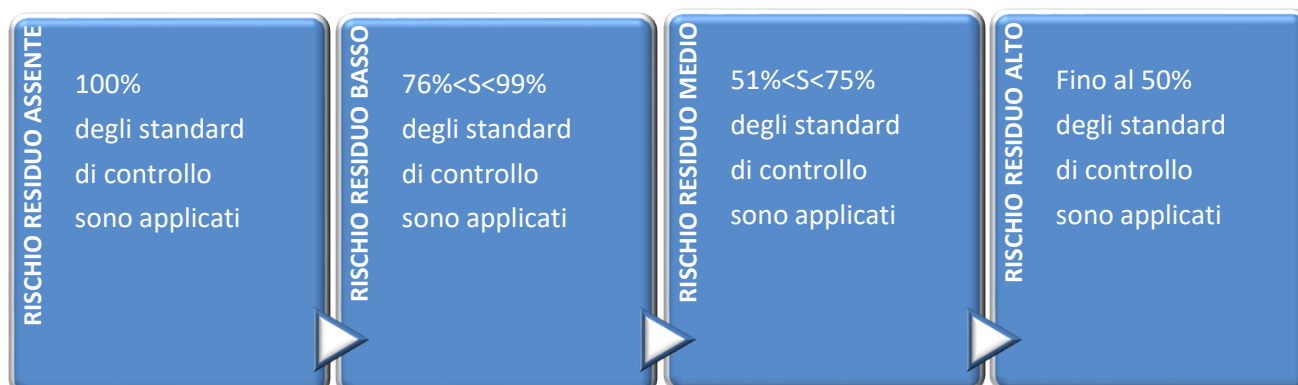 RISCHIO RESIDUO ASSENTE
100%
degli standard
di controllo
sono applicati
RISCHIO RESIDUO BASSO
76%<S<99%
degli standard
di controllo
sono applicati
RISCHIO RESIDUO MEDIO
51%<S<75%
degli standard
di controllo
sono applicati
RISCHIO RESIDUO ALTO
Fino al 50%
degli standard
di controllo
sono applicati